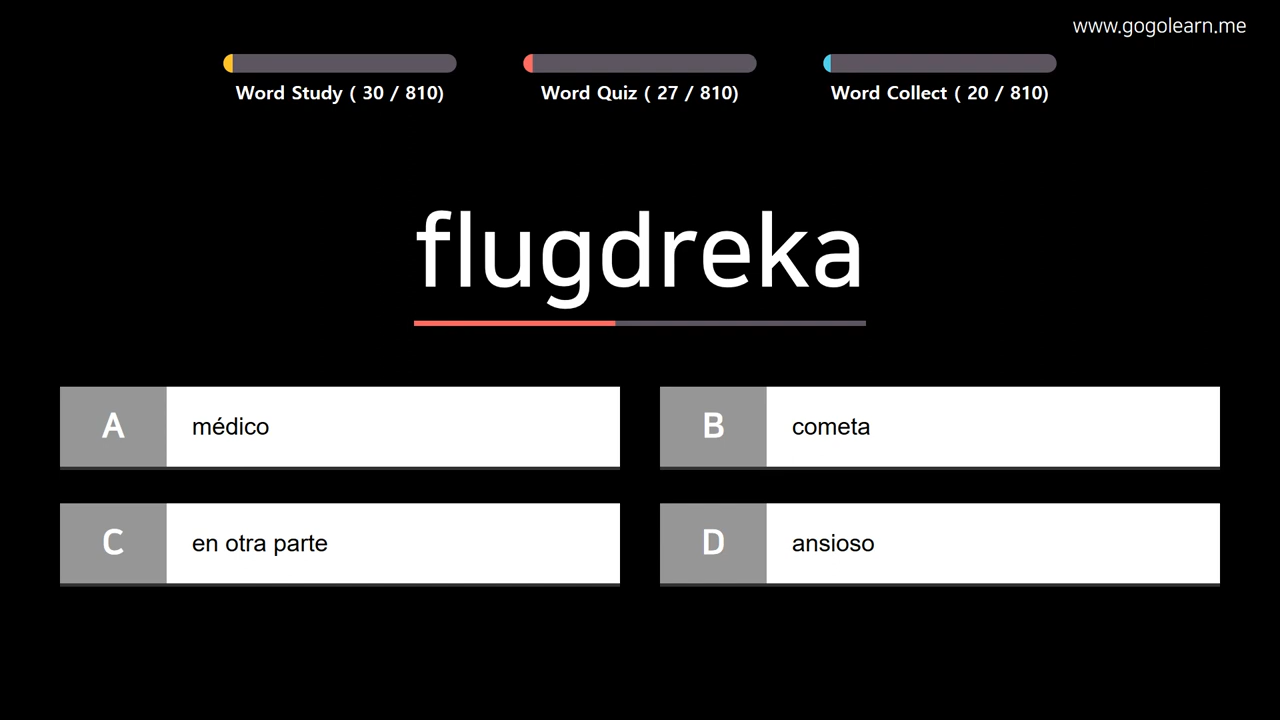 www.gogolearn.me
Word Study ( 30 / 810)
Word Quiz ( 27 / 810)
Word Collect ( 20 / 810)
flugdreka
A médico
B cometa
C en otra parte
D ansioso